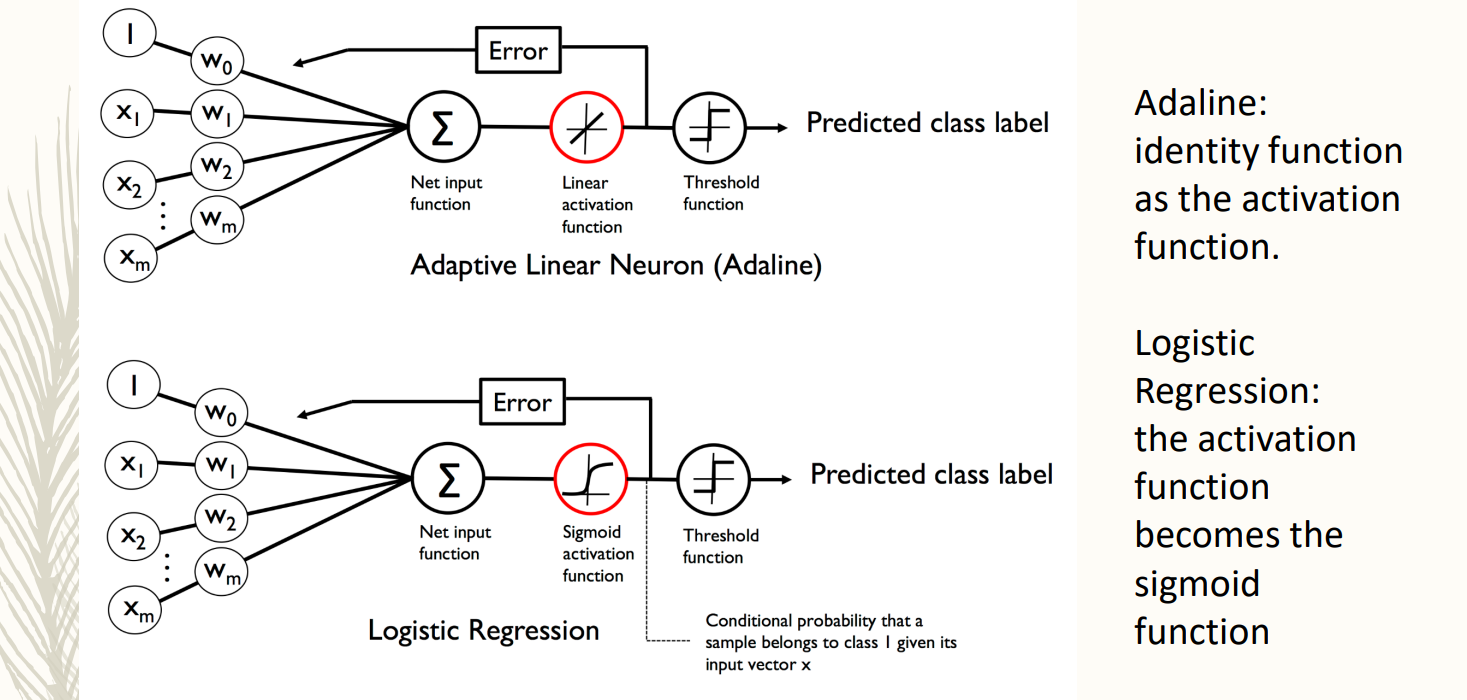 1
w0
x1
w1
x2
w2
wm
xm
Error
Σ
Net input
function
Linear
activation
function
Threshold
function
Predicted class label
Adaptive Linear Neuron (Adaline)
1
w0
x1
w1
x2
w2
wm
xm
Error
Σ
Net input
function
Sigmoid
activation
function
Threshold
function
Predicted class label
Logistic Regression
Conditional probability that a
sample belongs to class 1 given its
input vector x
Adaline:
identity function
as the activation
function.
Logistic
Regression:
the activation
function
becomes the
sigmoid
function